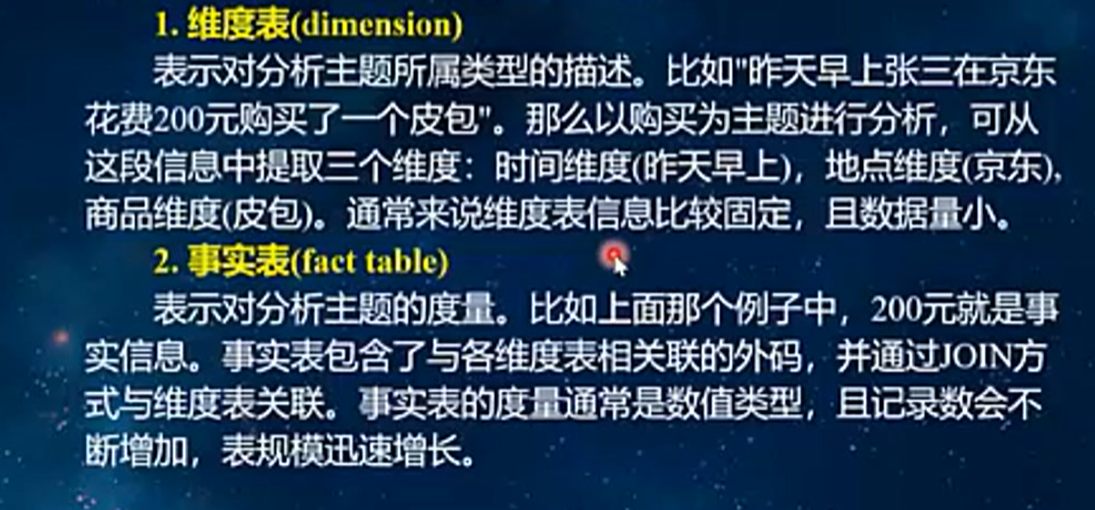 1. 维度表(dimension)
表示对分析主题所属类型的描述。比如"昨天早上张三在京东
花费200元购买了一个皮包"。那么以购买为主题进行分析，可从
这段信息中提取三个维度：时间维度(昨天早上)，地点维度(京东),
商品维度(皮包)。通常来说维度表信息比较固定，且数据量小。
2. 事实表(fact table)
表示对分析主题的度量。比如上面那个例子中，200元就是事
实信息。事实表包含了与各维度表相关联的外码，并通过JOIN方
式与维度表关联。事实表的度量通常是数值类型，且记录数会不
断增加，表规模迅速增长。